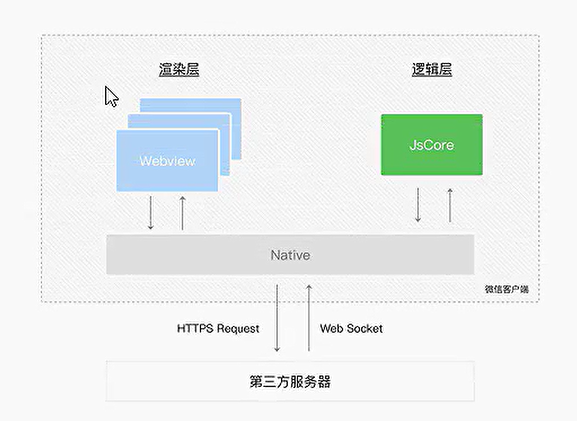 渲染层
逻辑层
Webview
JsCore
Native
微信客户端
HTTPS Request
Web Socket
第三方服务器